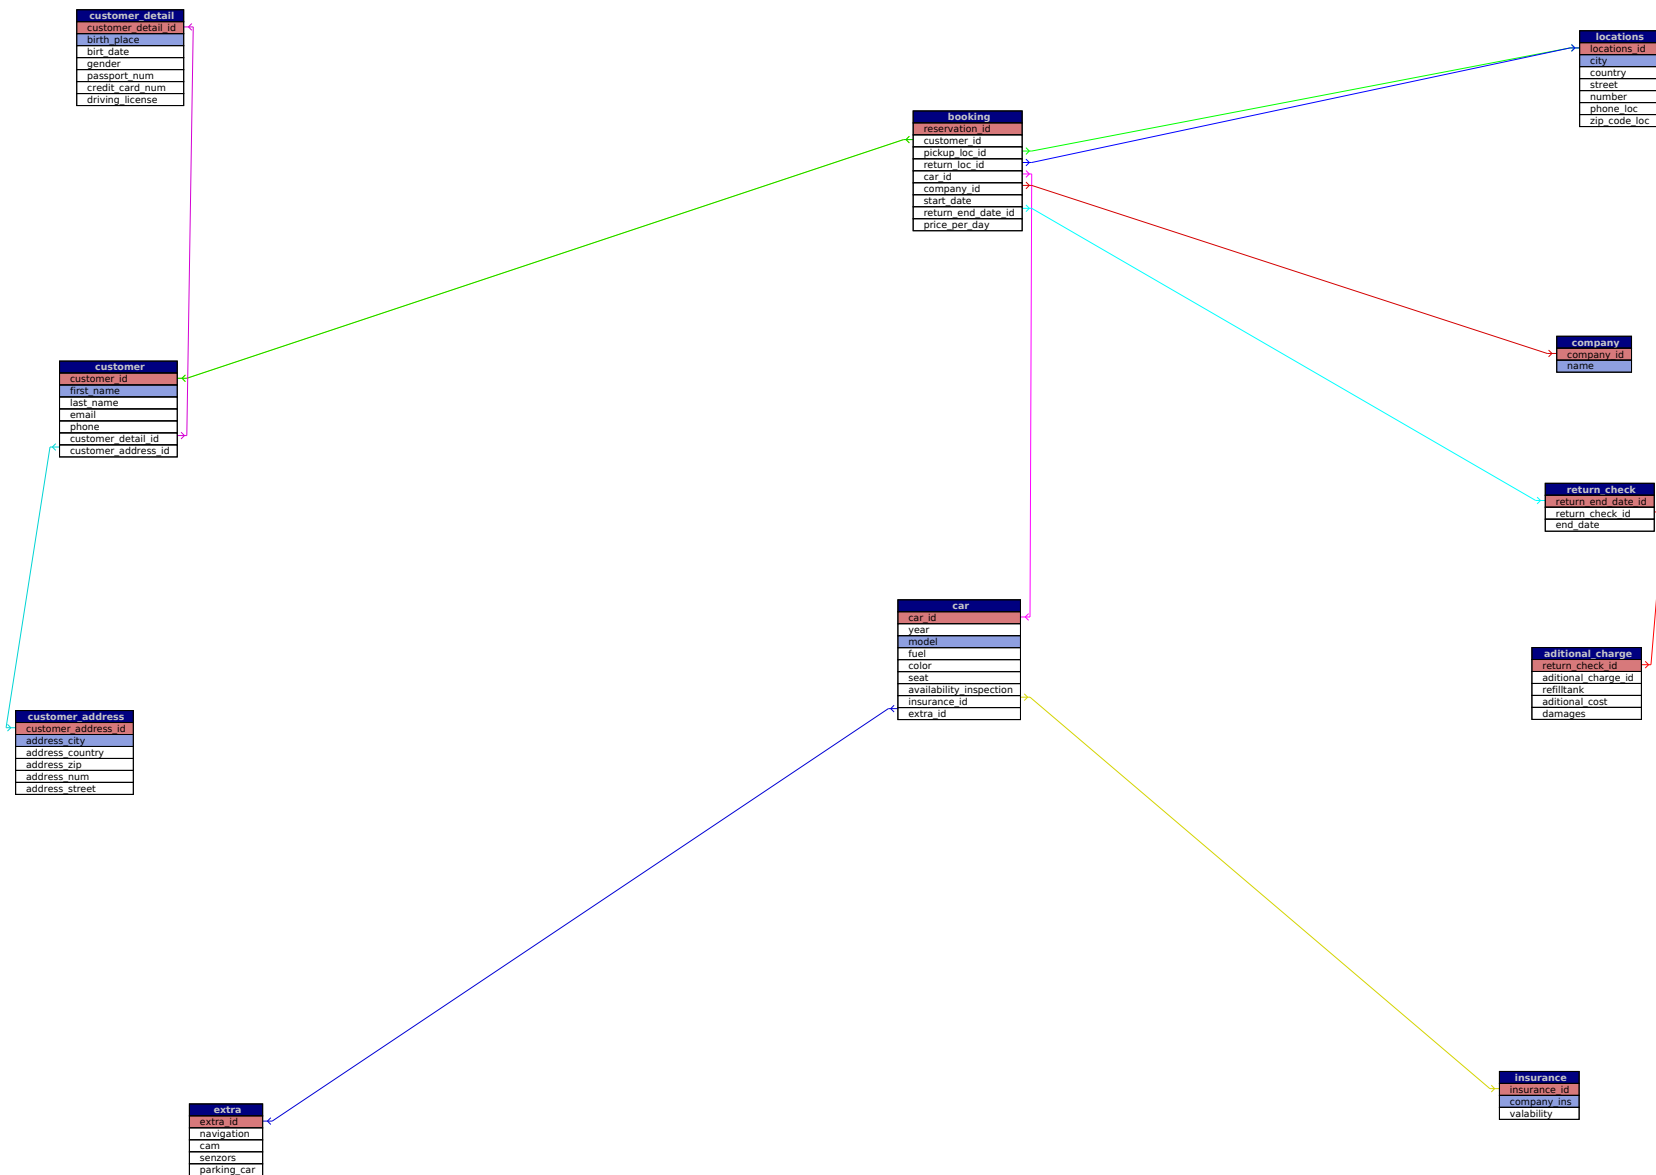 customer_detail
customer_detail_id
birth_place
birt_date
gender
passport_num
credit_card_num
driving_license
locations
locations_id
city
country
street
number
phone_loc
zip_code_loc
booking
reservation_id
customer_id
pickup_loc_id
return_loc_id
car_id
company_id
start_date
return_end_date_id
price_per_day
company
company_id
name
customer
customer_id
first_name
last_name
email
phone
customer_detail_id
customer_address_id
return_check
return_end_date_id
return_check_id
end_date
car
car_id
year
model
fuel
color
seat
availability_inspection
insurance_id
extra_id
aditional_charge
return_check_id
aditional_charge_id
refilltank
aditional_cost
damages
customer_address
customer_address_id
address_city
address_country
address_zip
address_num
address_street
insurance
insurance_id
company_ins
valability
extra
extra_id
navigation
cam
senzors
parking_car